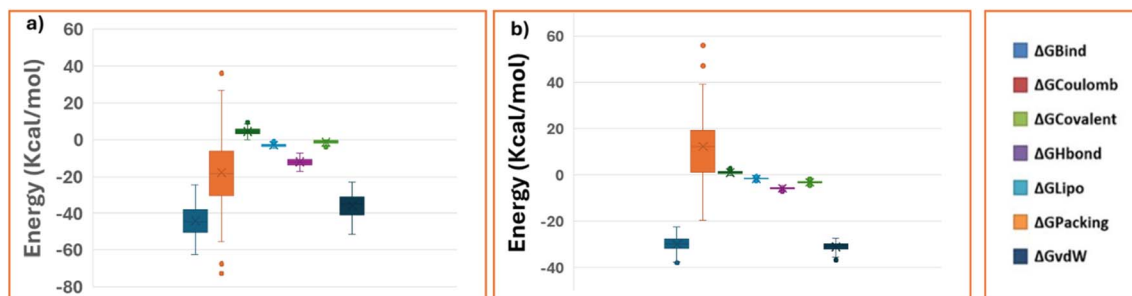 a)
Energy (Kcal/mol)
60
40
20
0
-20
-40
-60
-80
b)
Energy (Kcal/mol)
60
40
20
0
-20
-40
ΔGBind
ΔGCoulomb
ΔGCovalent
ΔGHbond
ΔGLipo
ΔGPacking
ΔGvdW